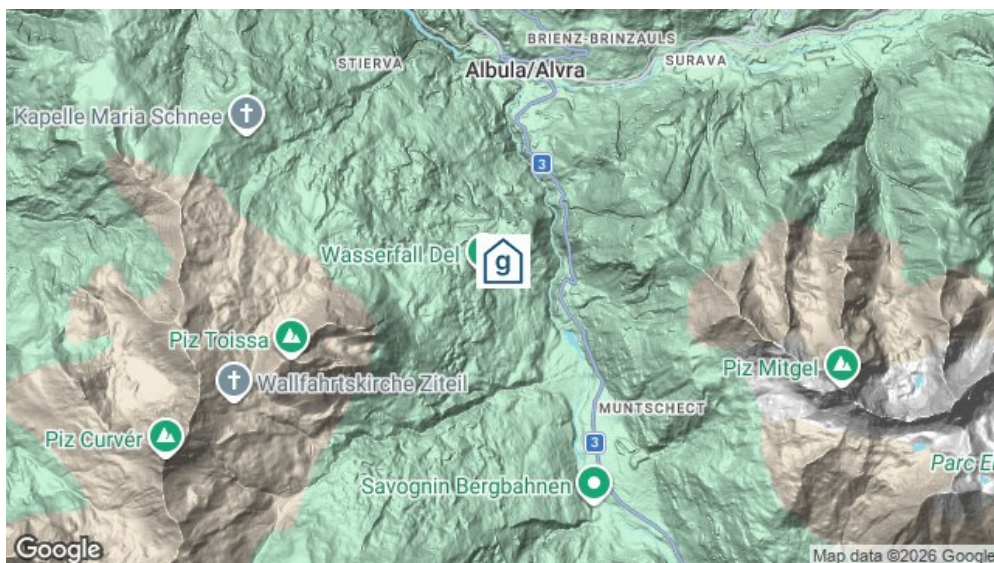 BRIENZ-BRINZAULS
STIERVA
SURAVA
Albula/Alvra
Kapelle Maria Schnee
3
Wasserfall Del
g
Piz Toissa
Piz Mitgel
Wallfahrtskirche Ziteil
MUNTSCHECT
Piz Curvér
3
Parc E
Savognin Bergbahnen
Google
Map data ©2026 Google